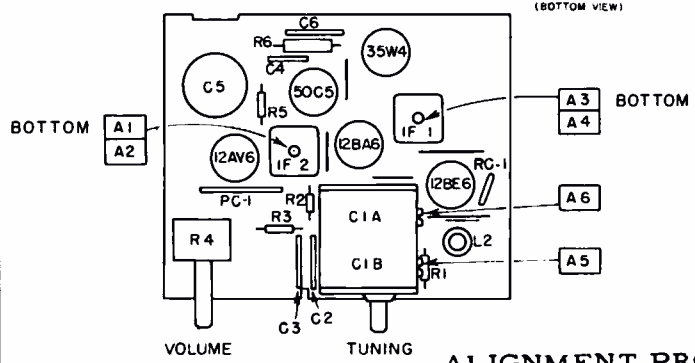 (BOTTOM VIEW)
C6
R6
35W4
C4
C5
50C5
R5
A3 BOTTOM
A4
BOTTOM A1
A2
IF 1
12BA6
12AV6
IF 2
RC-1
12BE6
PC-1
R2
A6
C1A
R3
R4
L2
C1B
A5
R1
C3
C2
VOLUME
TUNING